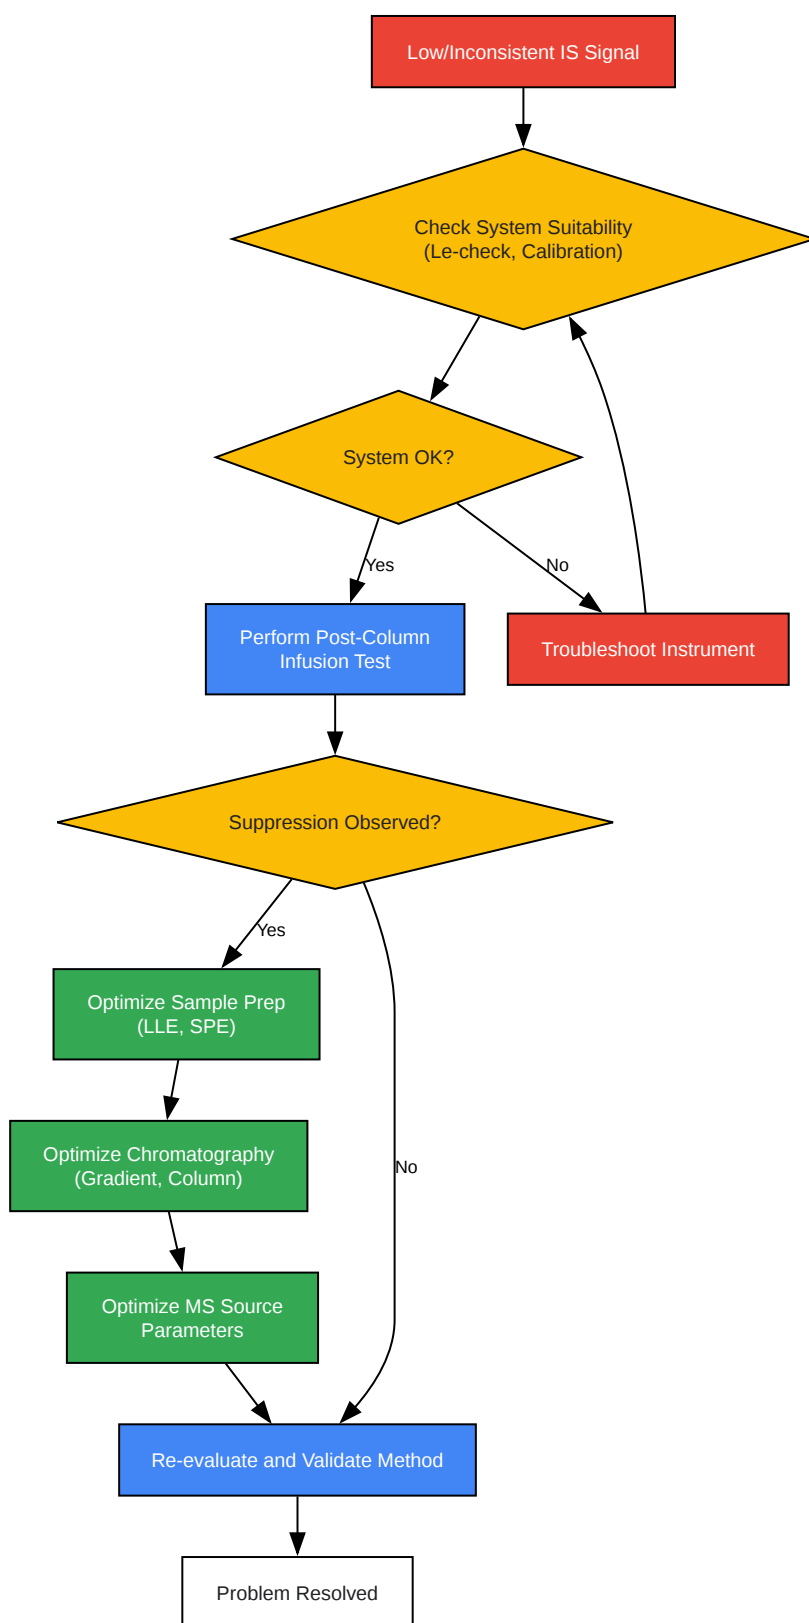 Low/Inconsistent IS Signal
Check System Suitability
(Le-check, Calibration)
System OK?
Yes
No
Perform Post-Column
Infusion Test
Troubleshoot Instrument
Suppression Observed?
Yes
Optimize Sample Prep
(LLE, SPE)
Optimize Chromatography
(Gradient, Column)
No
Optimize MS Source
Parameters
Re-evaluate and Validate Method
Problem Resolved